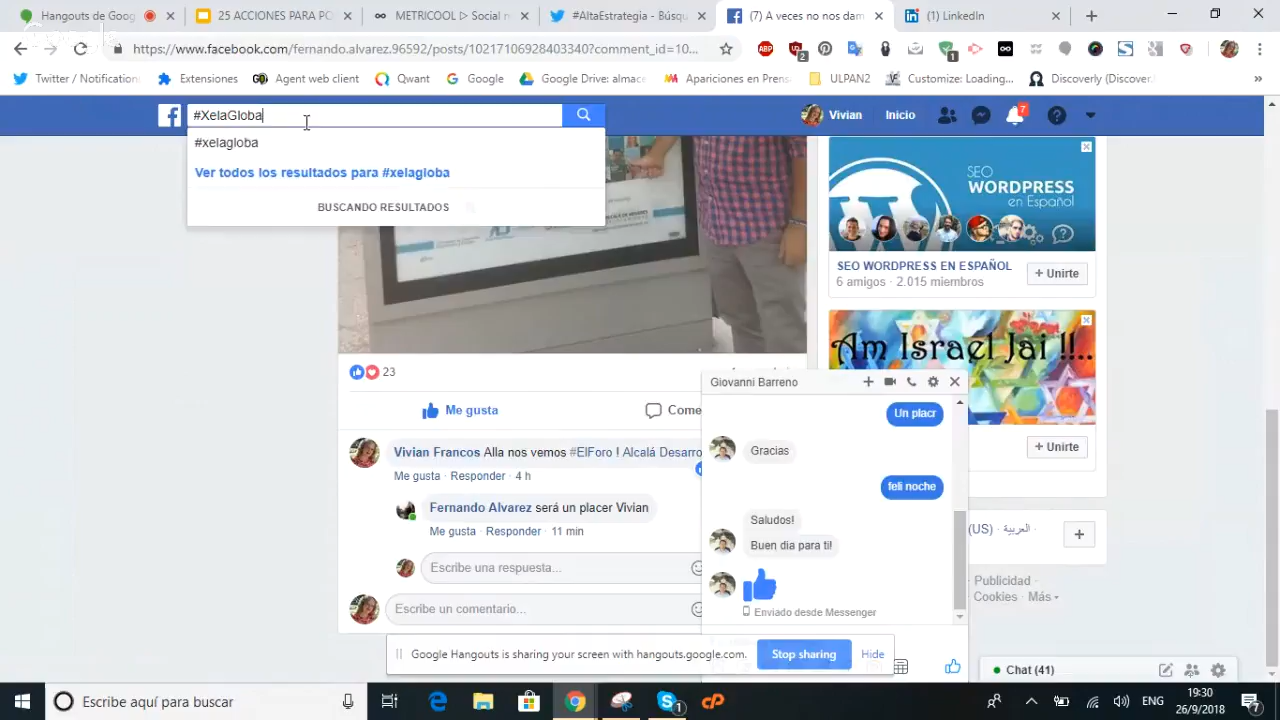 Hangouts de Goog
25 ACCIONES PARA PO
METRICOOL ▷ Social m
#AltaEstrategia - Búsqu
(7) A veces no nos dam
(1) LinkedIn
https://www.facebook.com/fernando.alvarez.96592/posts/10217106928403340?comment_id=10...
Twitter / Notification
Extensiones
Agent web client
Qwant
Google
Google Drive: almac
Apariciones en Prens
ULPAN2
Customize: Loading...
Discoverly (Discover
#XelaGloba
Vivian
Inicio
7
#xelagloba
Ver todos los resultados para #xelagloba
BUSCANDO RESULTADOS
SEO
WORDPRESS
en Español
SEO WORDPRESS EN ESPAÑOL
6 amigos · 2.015 miembros
+ Unirte
Am Israel Jai !!..
+ Unirte
23
Me gusta
Come
Vivian Francos Alla nos vemos #ElForo ! Alcalá Desarro
Me gusta · Responder · 4 h
Fernando Alvarez será un placer Vivian
Me gusta · Responder · 11 min
Escribe una respuesta...
Escribe un comentario...
Giovanni Barreno
Un placr
Gracias
feli noche
Saludos!
Buen dia para ti!
Enviado desde Messenger
(US) · العربية ·
Publicidad ·
Cookies · Más
Google Hangouts is sharing your screen with hangouts.google.com.
Stop sharing
Hide
Chat (41)
Escribe aquí para buscar
ENG
19:30
26/9/2018